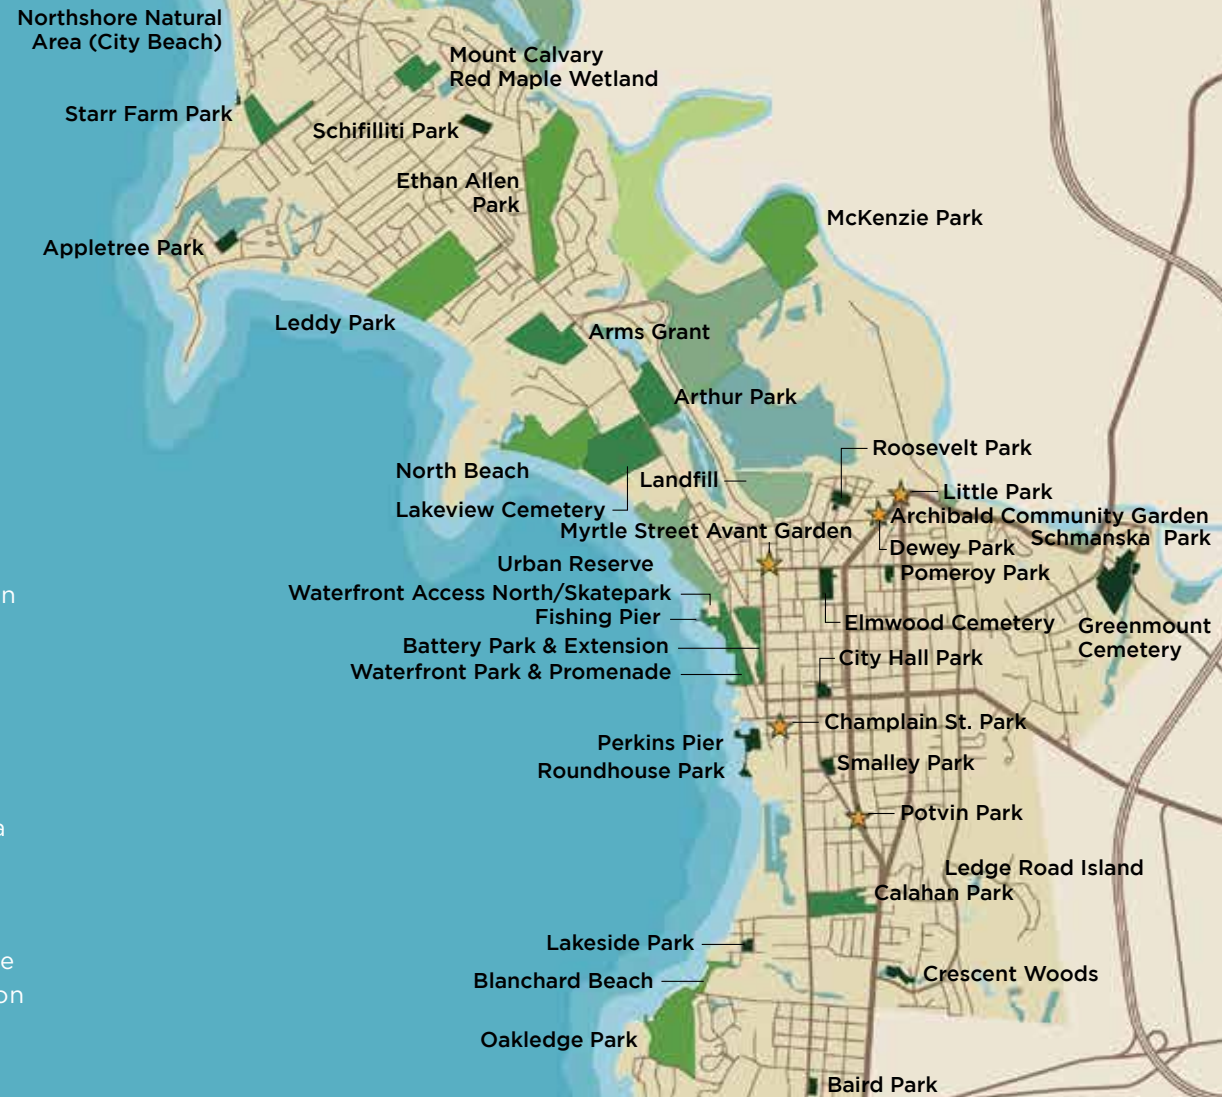 Northshore Natural
Area (City Beach)
Mount Calvary
Red Maple Wetland
Starr Farm Park
Schifilliti Park
Ethan Allen
Park
McKenzie Park
Appletree Park
Leddy Park
Arms Grant
Arthur Park
Roosevelt Park
North Beach
Landfill
Little Park
Lakeview Cemetery
Archibald Community Garden
Myrtle Street Avant Garden
Schmanska Park
Dewey Park
Urban Reserve
Pomeroy Park
Waterfront Access North/Skatepark
Fishing Pier
Elmwood Cemetery
Greenmount
Cemetery
Battery Park & Extension
City Hall Park
Waterfront Park & Promenade
Champlain St. Park
Perkins Pier
Smalley Park
Roundhouse Park
Potvin Park
Ledge Road Island
Calahan Park
Lakeside Park
Crescent Woods
Blanchard Beach
Oakledge Park
Baird Park
n
a
e
on